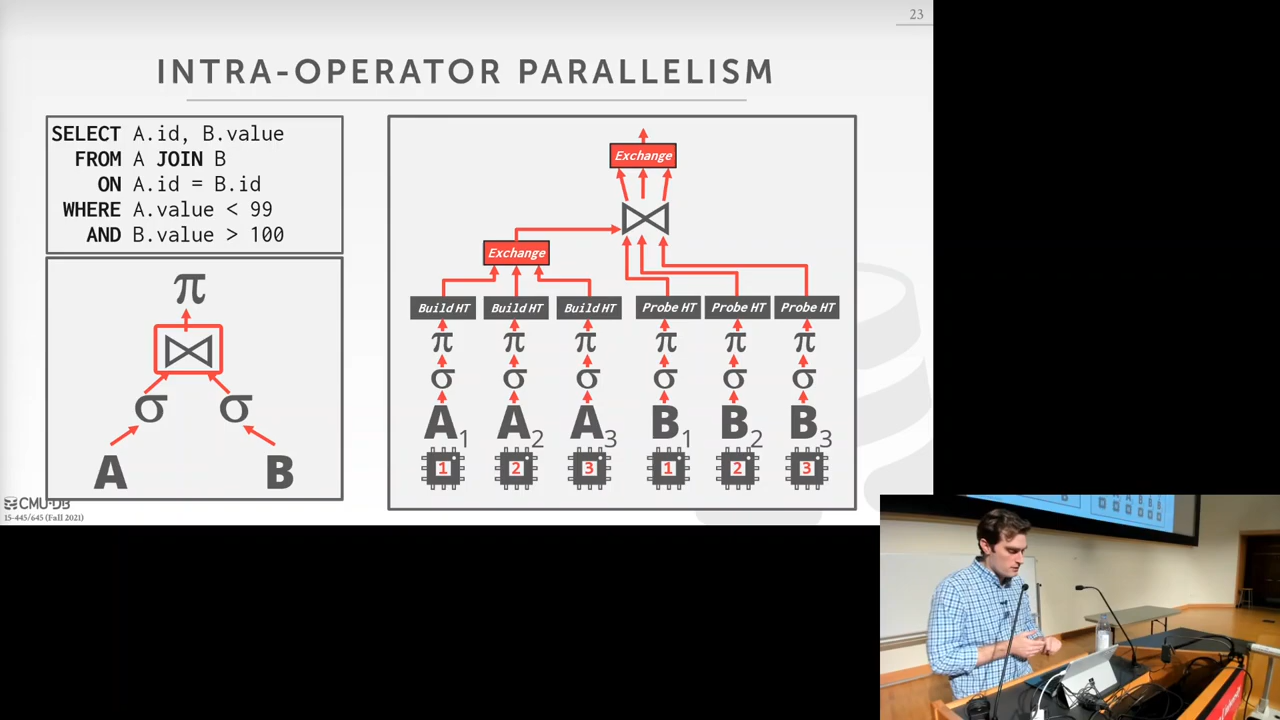 23
INTRA-OPERATOR PARALLELISM
SELECT A.id, B.value
FROM A JOIN B
ON A.id = B.id
WHERE A.value < 99
AND B.value > 100
π
σ σ
A B
Exchange
Exchange
Build HT Build HT Build HT Probe HT Probe HT Probe HT
π π π π π π
σ σ σ σ σ σ
A1 A2 A3 B1 B2 B3
1 2 3 1 2 3
CMU·DB
15-445/645 (Fall 2021)